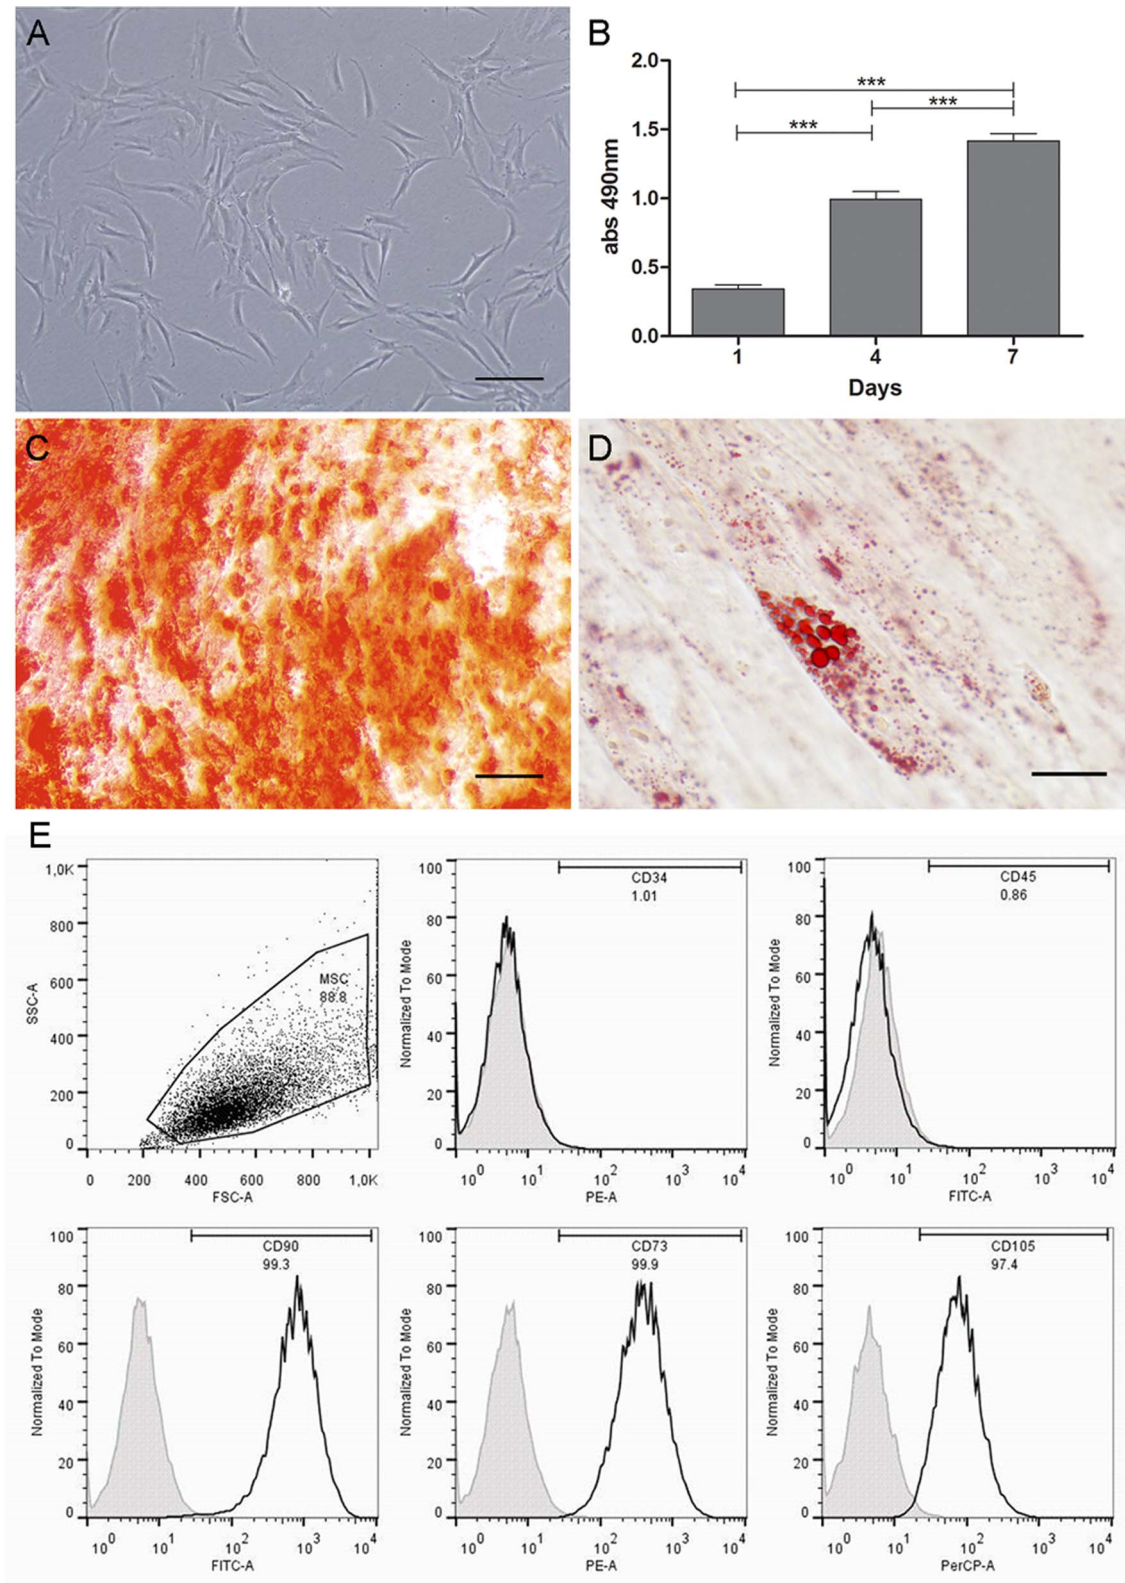 A
B
2.0
1.5
1.0
0.5
0.0
abs 490nm
***
***
***
1 4 7
Days
C
D
E
1,0K
800
600
400
200
0
SSC-A
MSC
88.8
0 200 400 600 800 1,0K
FSC-A
100
80
60
40
20
0
Normalized To Mode
CD34
1.01
10^0 10^1 10^2 10^3 10^4
PE-A
100
80
60
40
20
0
Normalized To Mode
CD45
0.86
10^0 10^1 10^2 10^3 10^4
FITC-A
100
80
60
40
20
0
Normalized To Mode
CD90
99.3
10^0 10^1 10^2 10^3 10^4
FITC-A
100
80
60
40
20
0
Normalized To Mode
CD73
99.9
10^0 10^1 10^2 10^3 10^4
PE-A
100
80
60
40
20
0
Normalized To Mode
CD105
97.4
10^0 10^1 10^2 10^3 10^4
PerCP-A